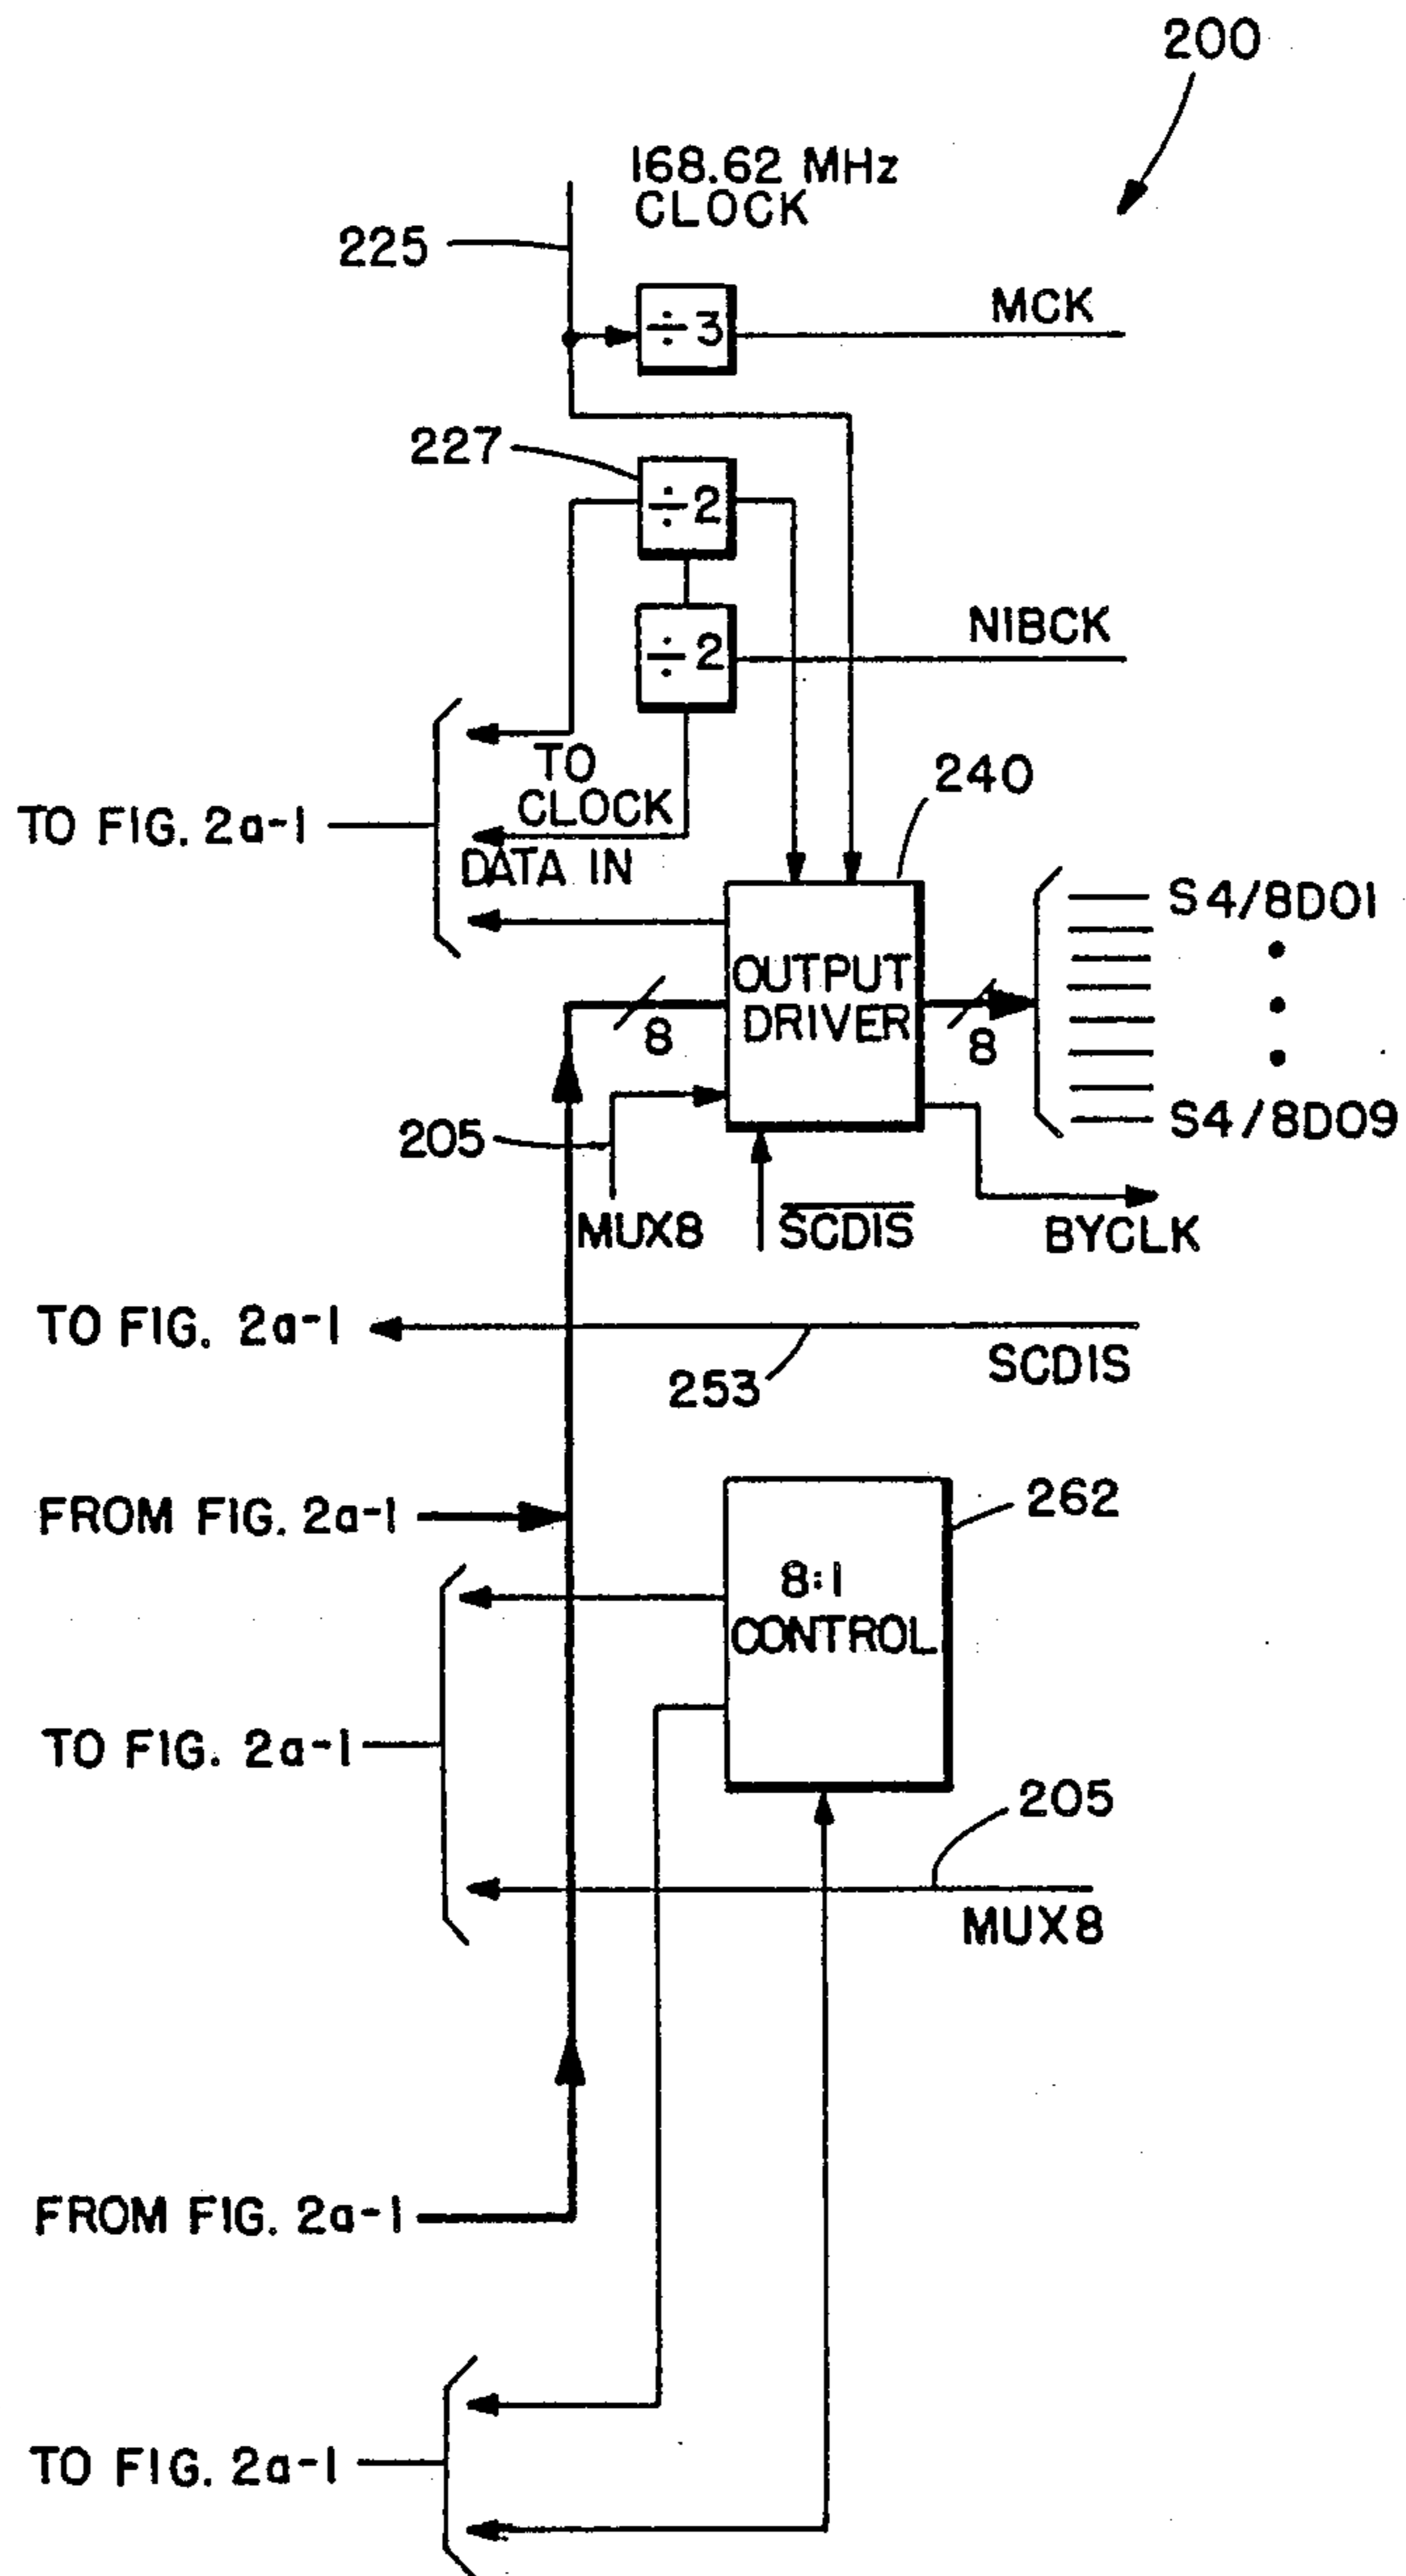 200
168.62 MHz
CLOCK
225
÷3
MCK
227
÷2
÷2
NIBCK
TO
CLOCK
TO FIG. 2a-1
DATA IN
240
OUTPUT
DRIVER
8
8
S4/8D01
S4/8D09
205
MUX8
SCDIS
BYCLK
TO FIG. 2a-1
253
SCDIS
FROM FIG. 2a-1
262
8:1
CONTROL
TO FIG. 2a-1
205
MUX8
FROM FIG. 2a-1
TO FIG. 2a-1